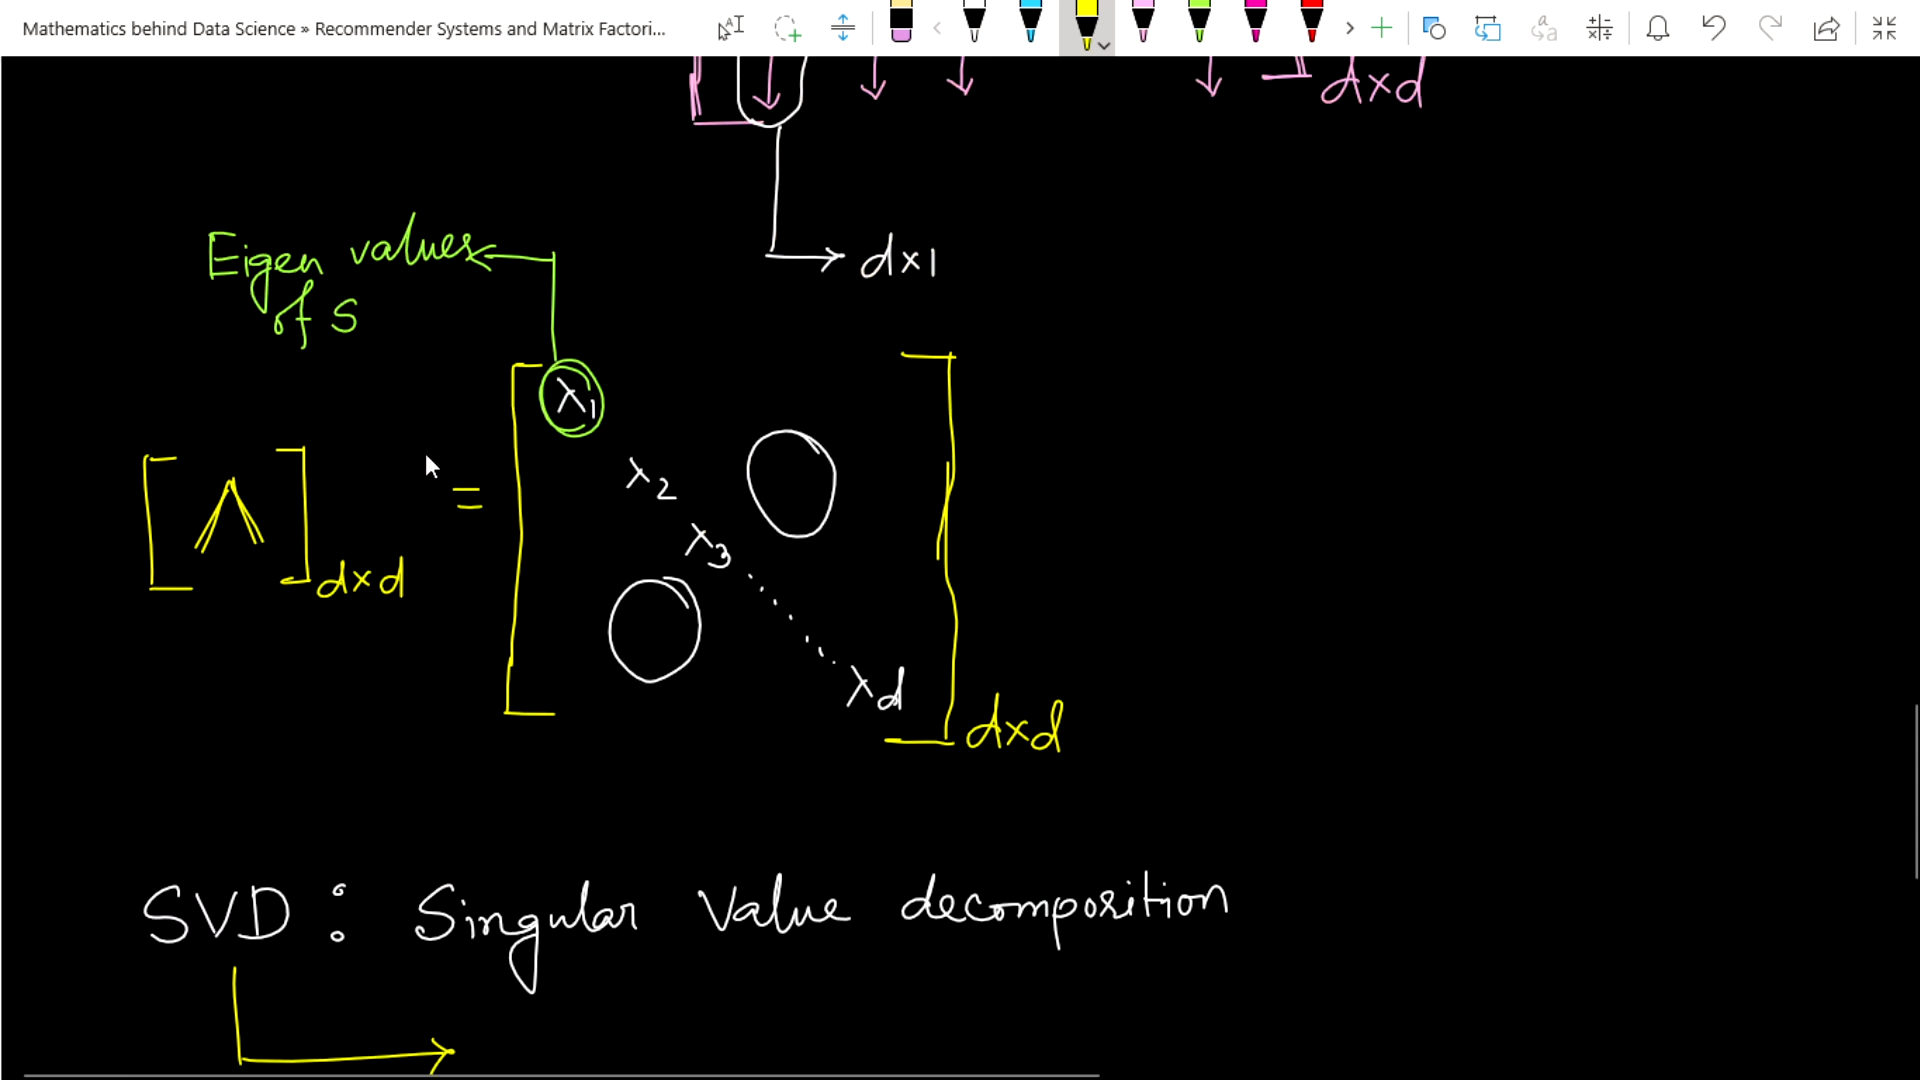 Matematics behind Data Science » Recommender Systems and Matrix Factori...
dxd
dx1
Eigen values
of S
λ1
λ2
λ3
λd
[Λ]dxd =
dxd
SVD : Singular Value decomposition